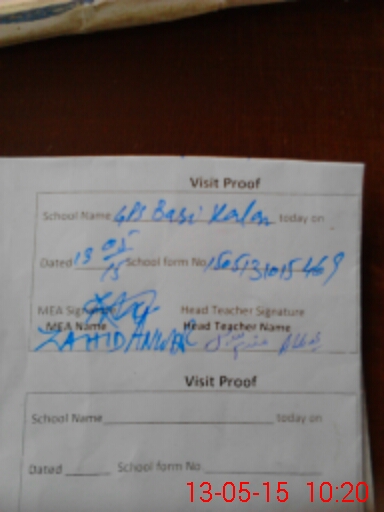 Visit Proof
School Name GPS Basi Kalan today on
Dated 13 05/15 School form No 1505131015469
MEA Signature Head Teacher Signature
MEA Name Head Teacher Name
ZAHID ANWER
Visit Proof
School Name today on
Dated School form No
13-05-15 10:20